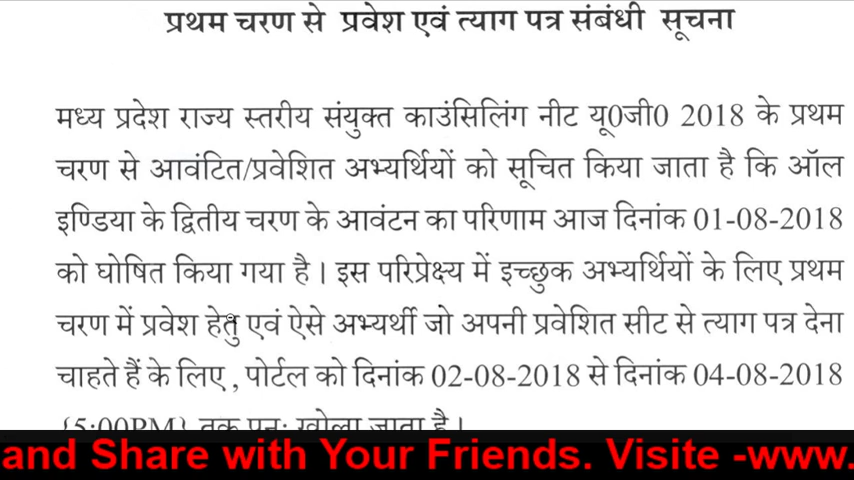 प्रथम चरण से प्रवेश एवं त्याग पत्र संबंधी सूचना
मध्य प्रदेश राज्य स्तरीय संयुक्त काउंसिलिंग नीट यू0जी0 2018 के प्रथम
चरण से आवंटित/प्रवेशित अभ्यर्थियों को सूचित किया जाता है कि ऑल
इण्डिया के द्वितीय चरण के आवंटन का परिणाम आज दिनांक 01-08-2018
को घोषित किया गया है । इस परिप्रेक्ष्य में इच्छुक अभ्यर्थियों के लिए प्रथम
चरण में प्रवेश हेतु एवं ऐसे अभ्यर्थी जो अपनी प्रवेशित सीट से त्याग पत्र देना
चाहते हैं के लिए , पोर्टल को दिनांक 02-08-2018 से दिनांक 04-08-2018
{5:00PM} तक पुनः खोला जाता है ।
and Share with Your Friends. Visite -www.